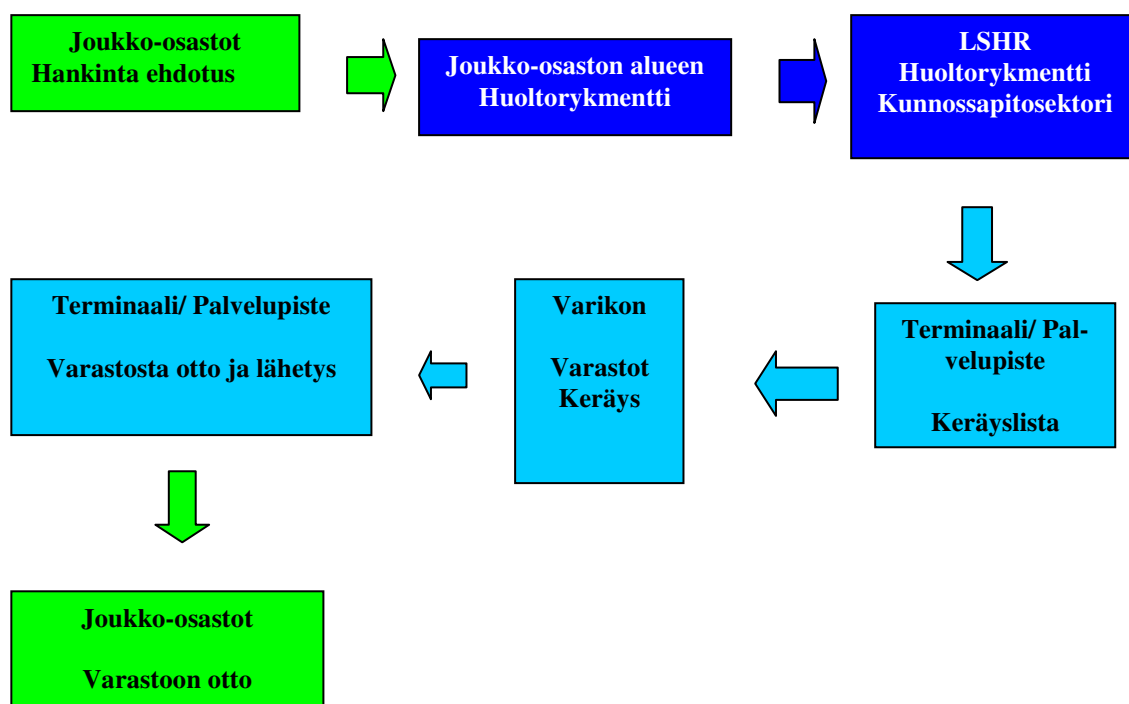 Joukko-osastot
Hankinta ehdotus
Joukko-osaston alueen
Huoltorykmentti
LSHR
Huoltorykmentti
Kunnossapitosektori
Terminaali/ Pal-
velupiste
Keräyslista
Varikon
Varastot
Keräys
Terminaali/ Palvelupiste
Varastosta otto ja lähetys
Joukko-osastot
Varastoon otto